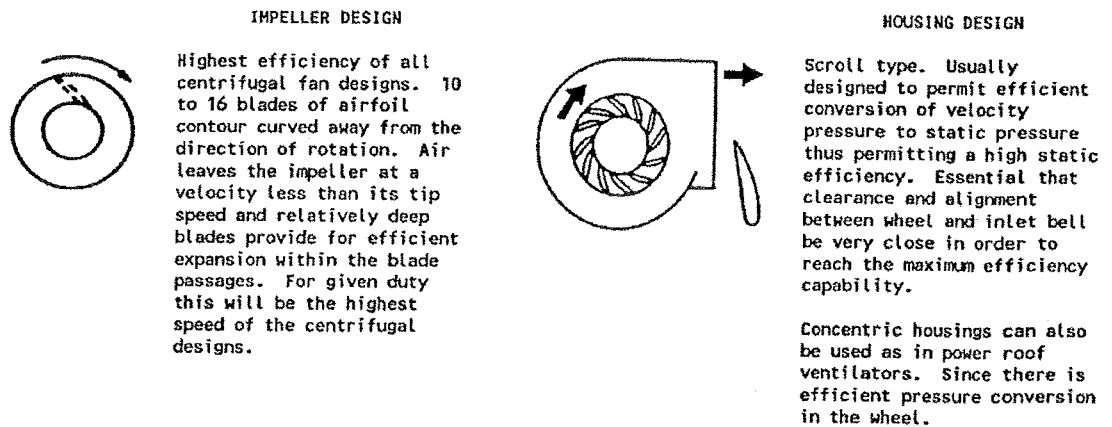 IMPELLER DESIGN
Highest efficiency of all
centrifugal fan designs. 10
to 16 blades of airfoil
contour curved away from the
direction of rotation. Air
leaves the impeller at a
velocity less than its tip
speed and relatively deep
blades provide for efficient
expansion within the blade
passages. For given duty
this will be the highest
speed of the centrifugal
designs.
HOUSING DESIGN
Scroll type. Usually
designed to permit efficient
conversion of velocity
pressure to static pressure
thus permitting a high static
efficiency. Essential that
clearance and alignment
between wheel and inlet bell
be very close in order to
reach the maximum efficiency
capability.
Concentric housings can also
be used as in power roof
ventilators. Since there is
efficient pressure conversion
in the wheel.